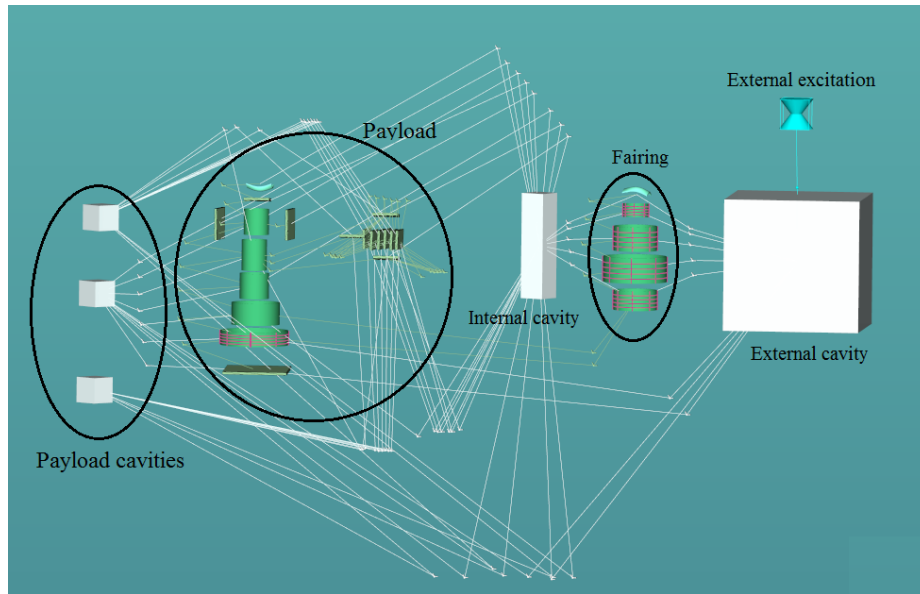 External excitation
Payload
Fairing
Internal cavity
External cavity
Payload cavities